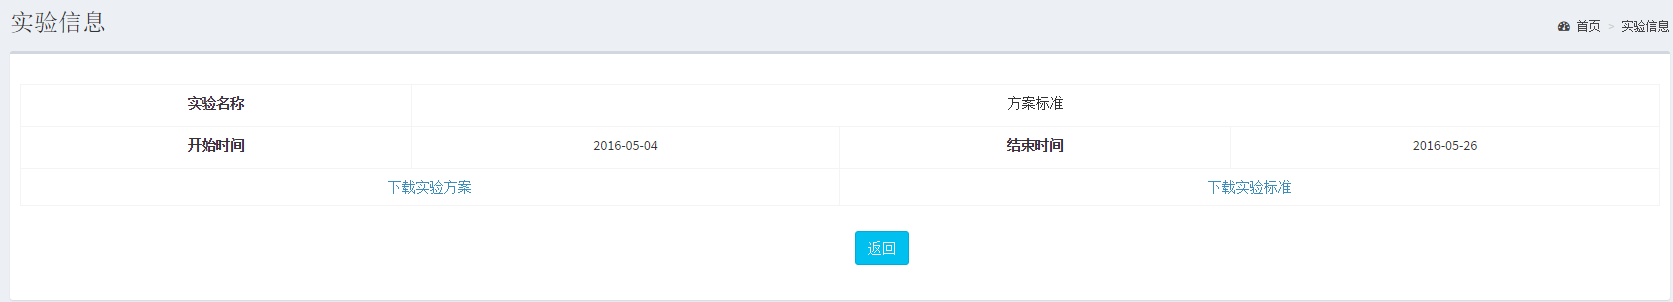 实验信息
首页 > 实验信息
实验名称 方案标准
开始时间 2016-05-04 结束时间 2016-05-26
下载实验方案 下载实验标准
返回